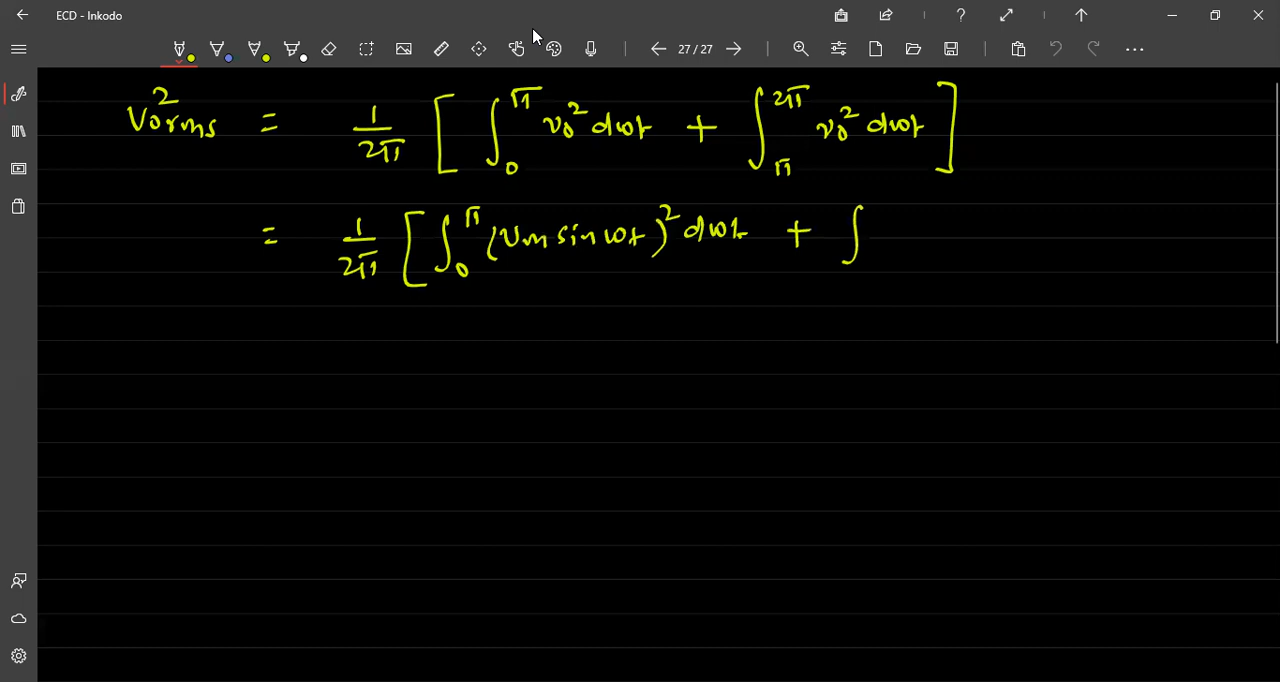 ECD - Inkodo
27 / 27
V₀rms² = 1/2π [ ∫₀^π v₀² dωt + ∫_π^2π v₀² dωt ]
= 1/2π [ ∫₀^π (Vm sin ωt)² dωt + ∫